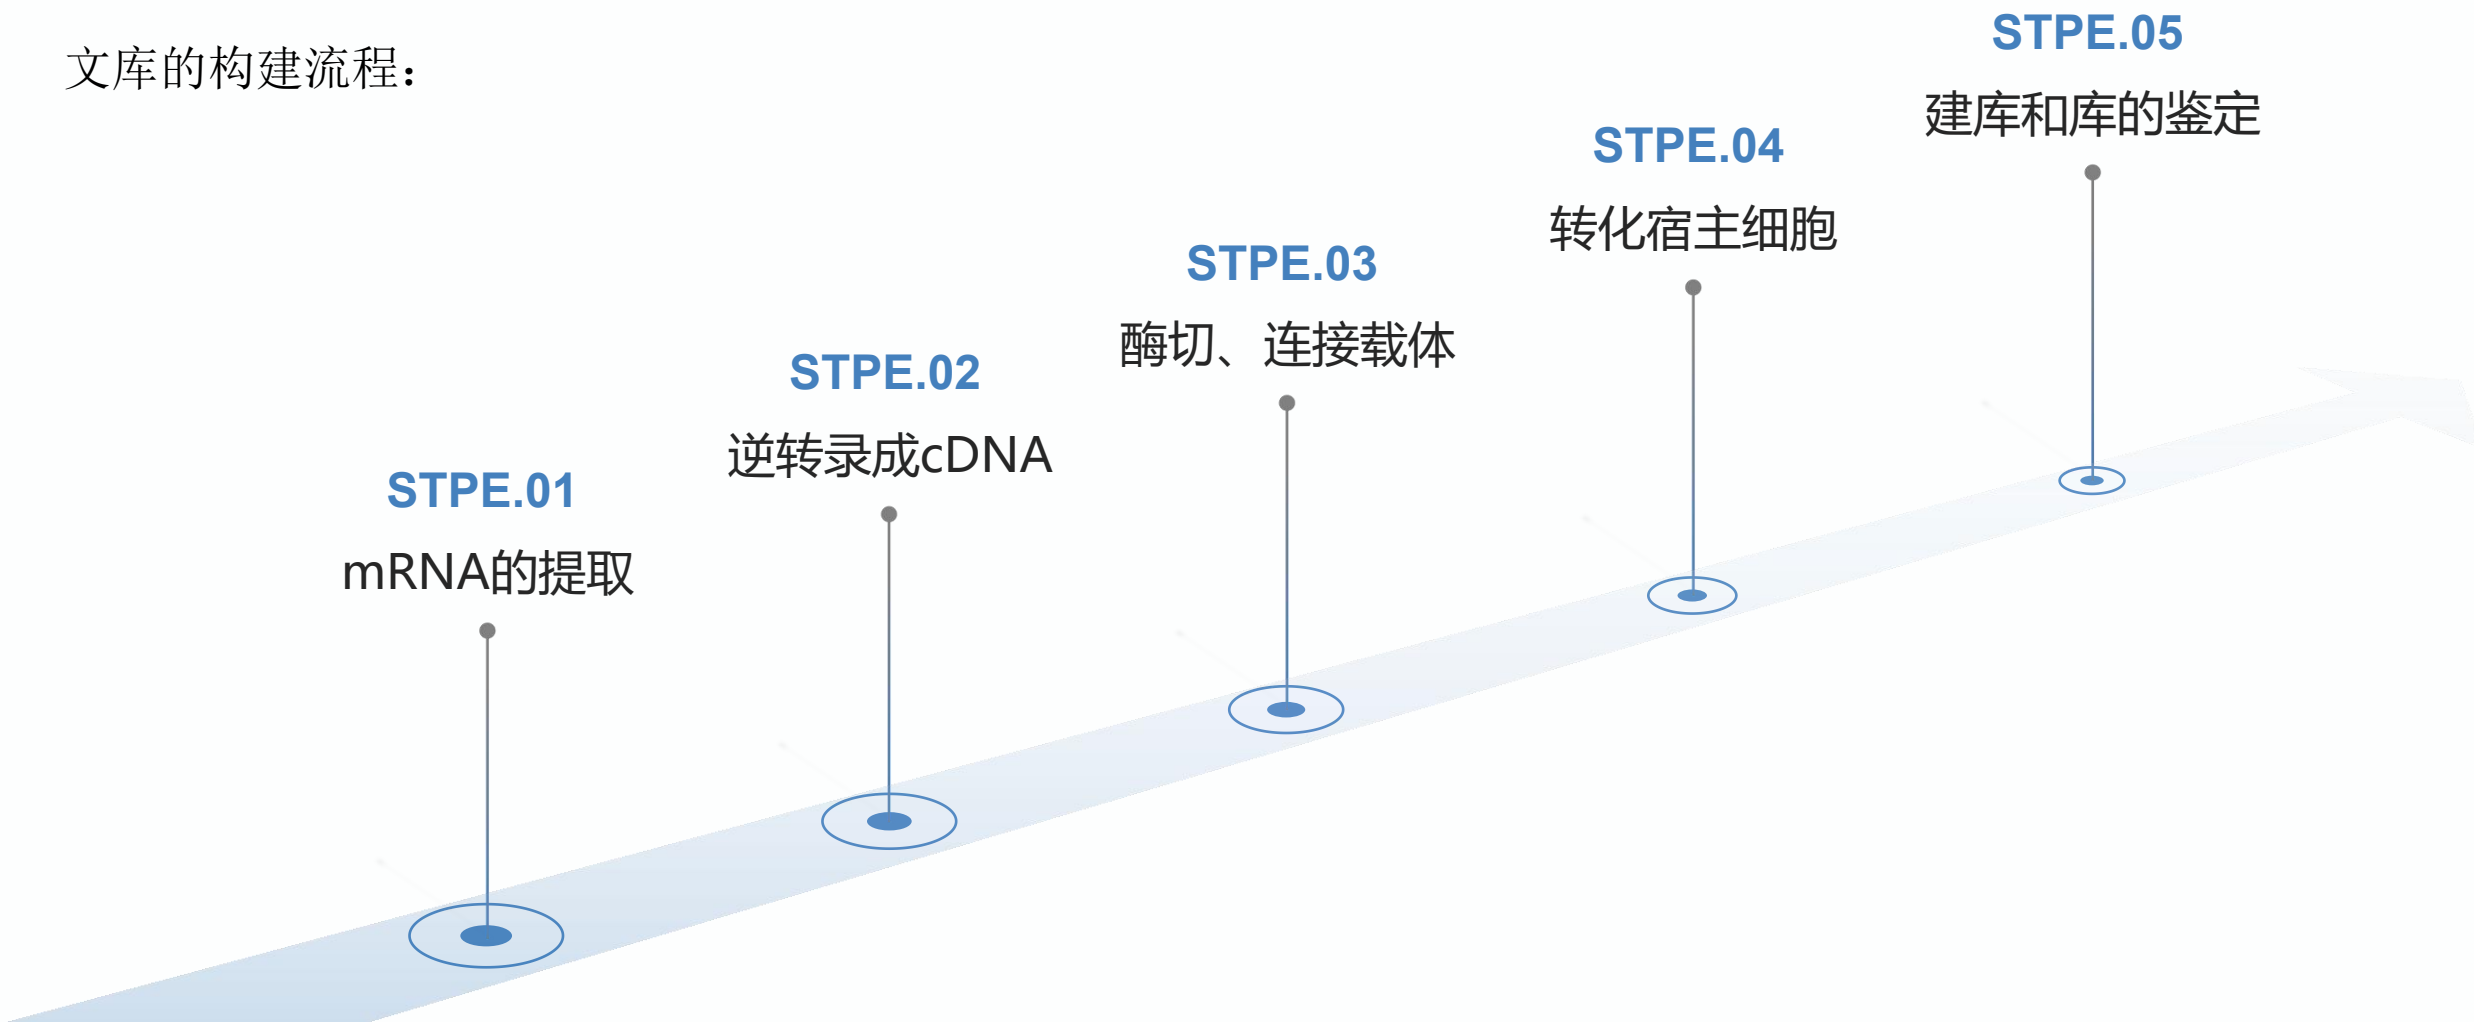 文库的构建流程：
STPE.01
mRNA的提取
STPE.02
逆转录成cDNA
STPE.03
酶切、连接载体
STPE.04
转化宿主细胞
STPE.05
建库和库的鉴定